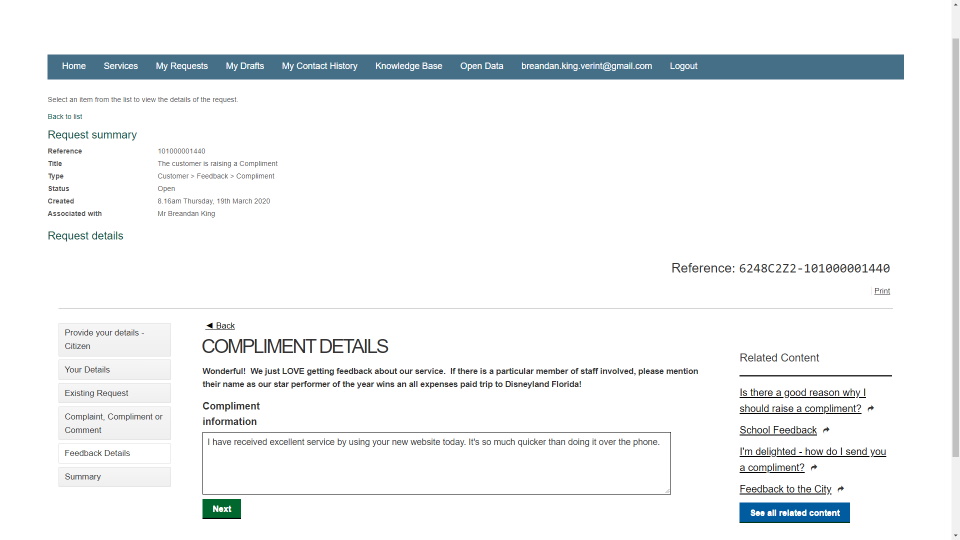 Home Services My Requests My Drafts My Contact History Knowledge Base Open Data breandan.king.verint@gmail.com Logout
Select an item from the list to view the details of the request.
Back to list
Request summary
Reference 101000001440
Title The customer is raising a Compliment
Type Customer > Feedback > Compliment
Status Open
Created 8.16am Thursday, 19th March 2020
Associated with Mr Breandan King
Request details
Reference: 6248C2Z2-101000001440
Print
Provide your details -
Citizen
Your Details
Existing Request
Complaint, Compliment or
Comment
Feedback Details
Summary
◄ Back
COMPLIMENT DETAILS
Wonderful! We just LOVE getting feedback about our service. If there is a particular member of staff involved, please mention
their name as our star performer of the year wins an all expenses paid trip to Disneyland Florida!
Compliment
information
I have received excellent service by using your new website today. It's so much quicker than doing it over the phone.
Next
Related Content
Is there a good reason why I
should raise a compliment?
School Feedback
I'm delighted - how do I send you
a compliment?
Feedback to the City
See all related content